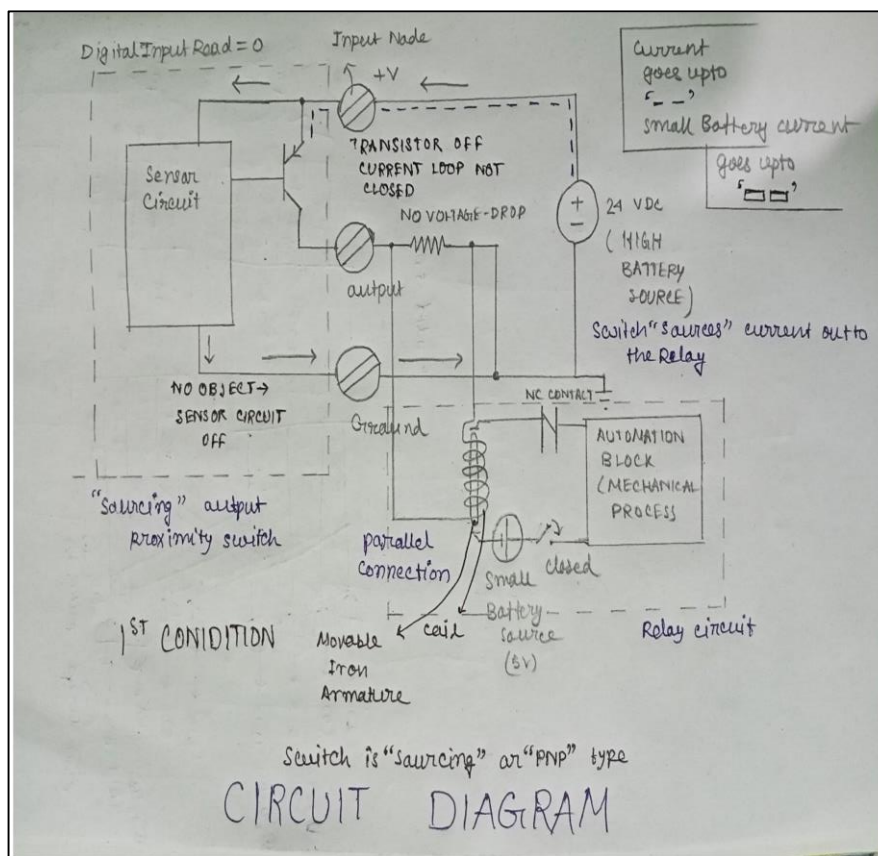 Digital Input Road = 0
Input Node
+V
Current
goes upto
'_ _'
small Battery current
goes upto
'▭▭'
TRANSISTOR OFF
CURRENT LOOP NOT
CLOSED
Sensor
Circuit
NO VOLTAGE-DROP
+
-
24 VDC
(HIGH
BATTERY
SOURCE)
output
Switch "Sources" current out to
the Relay
NO OBJECT→
SENSOR CIRCUIT
OFF
Ground
NC CONTACT
AUTOMATION
BLOCK
(MECHANICAL
PROCESS
"Sourcing" output
proximity switch
parallel
connection
small
Battery
source
(5V)
closed
Relay circuit
1ST CONIDITION
Movable
Iron
Armature
coil
Switch is "sourcing" or "PNP" type
CIRCUIT DIAGRAM